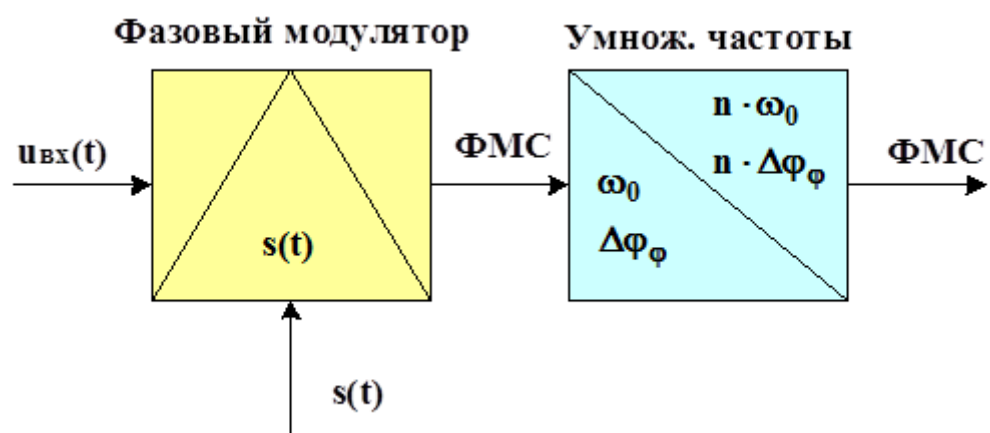 Фазовый модулятор
Умнож. частоты
uвх(t)
s(t)
ФМС
n · ω₀
n · Δφᵩ
ω₀
Δφᵩ
ФМС
s(t)